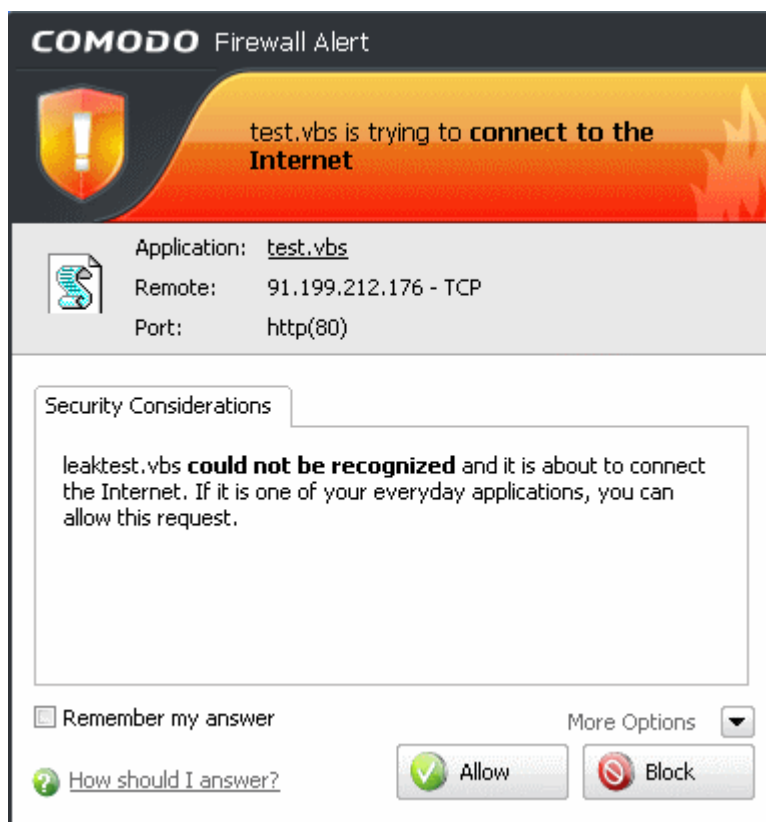 COMODO Firewall Alert
test.vbs is trying to connect to the
Internet
Application: test.vbs
Remote: 91.199.212.176 - TCP
Port: http(80)
Security Considerations
leaktest.vbs could not be recognized and it is about to connect
the Internet. If it is one of your everyday applications, you can
allow this request.
Remember my answer
More Options
How should I answer?
Allow
Block